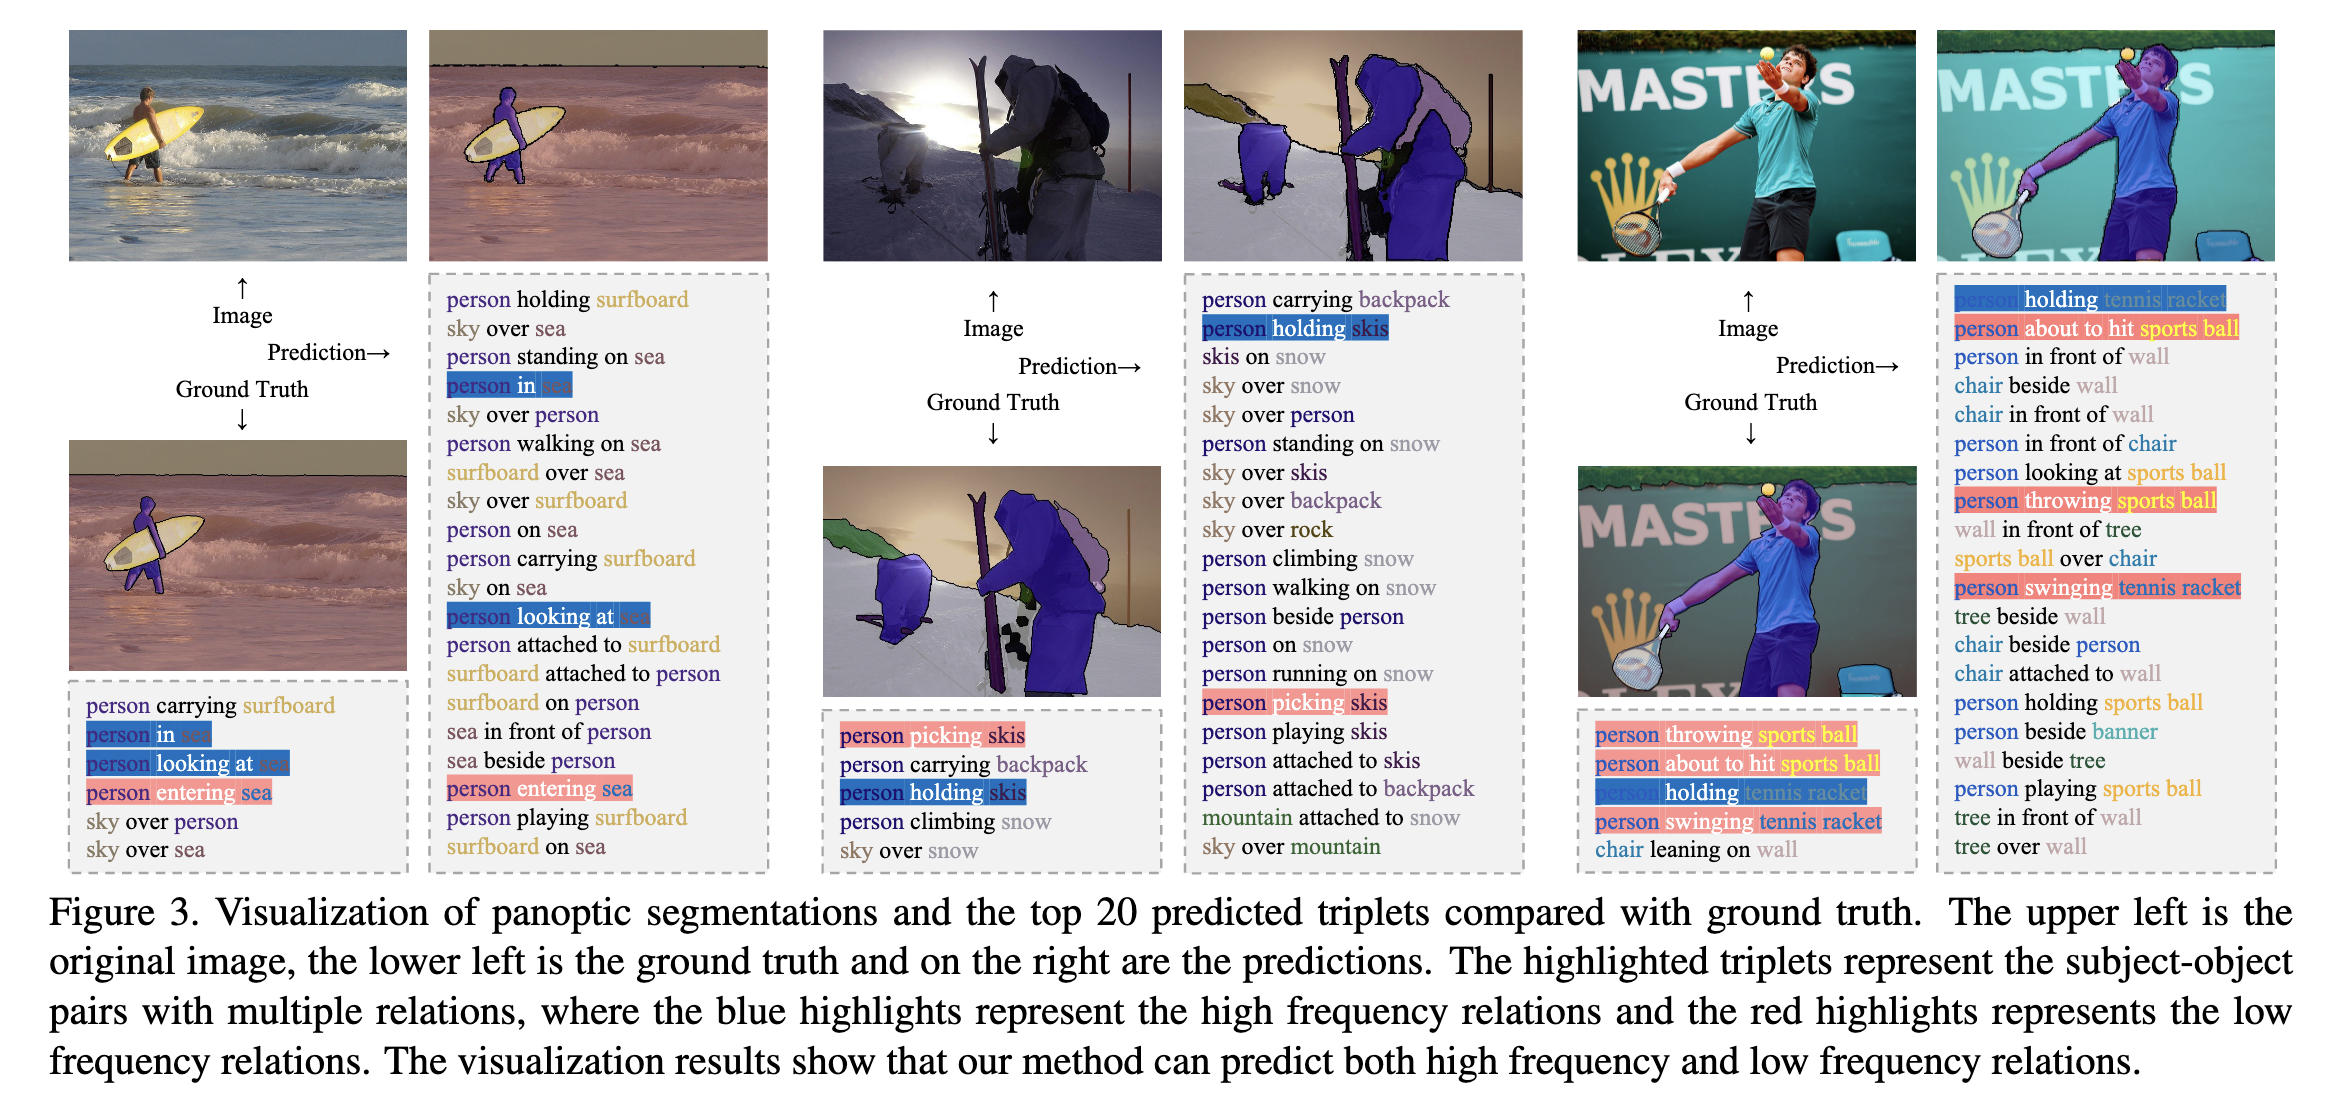 Image
Prediction→
Ground Truth
person carrying surfboard
person in sea
person looking at sea
person entering sea
sky over person
sky over sea
person holding surfboard
sky over sea
person standing on sea
person in sea
sky over person
person walking on sea
surfboard over sea
sky over surfboard
person on sea
person carrying surfboard
sky on sea
person looking at sea
person attached to surfboard
surfboard attached to person
surfboard on person
sea in front of person
sea beside person
person entering sea
person playing surfboard
surfboard on sea
Image
Prediction→
Ground Truth
person picking skis
person carrying backpack
person holding skis
person climbing snow
sky over snow
person carrying backpack
person holding skis
skis on snow
sky over snow
sky over person
person standing on snow
sky over skis
sky over backpack
sky over rock
person climbing snow
person walking on snow
person beside person
person on snow
person running on snow
person picking skis
person playing skis
person attached to skis
person attached to backpack
mountain attached to snow
sky over mountain
MASTERS
Image
Prediction→
Ground Truth
MASTERS
person throwing sports ball
person about to hit sports ball
person holding tennis racket
person swinging tennis racket
chair leaning on wall
MASTERS
person holding tennis racket
person about to hit sports ball
person in front of wall
chair beside wall
chair in front of wall
person in front of chair
person looking at sports ball
person throwing sports ball
wall in front of tree
sports ball over chair
person swinging tennis racket
tree beside wall
chair beside person
chair attached to wall
person holding sports ball
person beside banner
wall beside tree
person playing sports ball
tree in front of wall
tree over wall
Figure 3. Visualization of panoptic segmentations and the top 20 predicted triplets compared with ground truth. The upper left is the
original image, the lower left is the ground truth and on the right are the predictions. The highlighted triplets represent the subject-object
pairs with multiple relations, where the blue highlights represent the high frequency relations and the red highlights represents the low
frequency relations. The visualization results show that our method can predict both high frequency and low frequency relations.